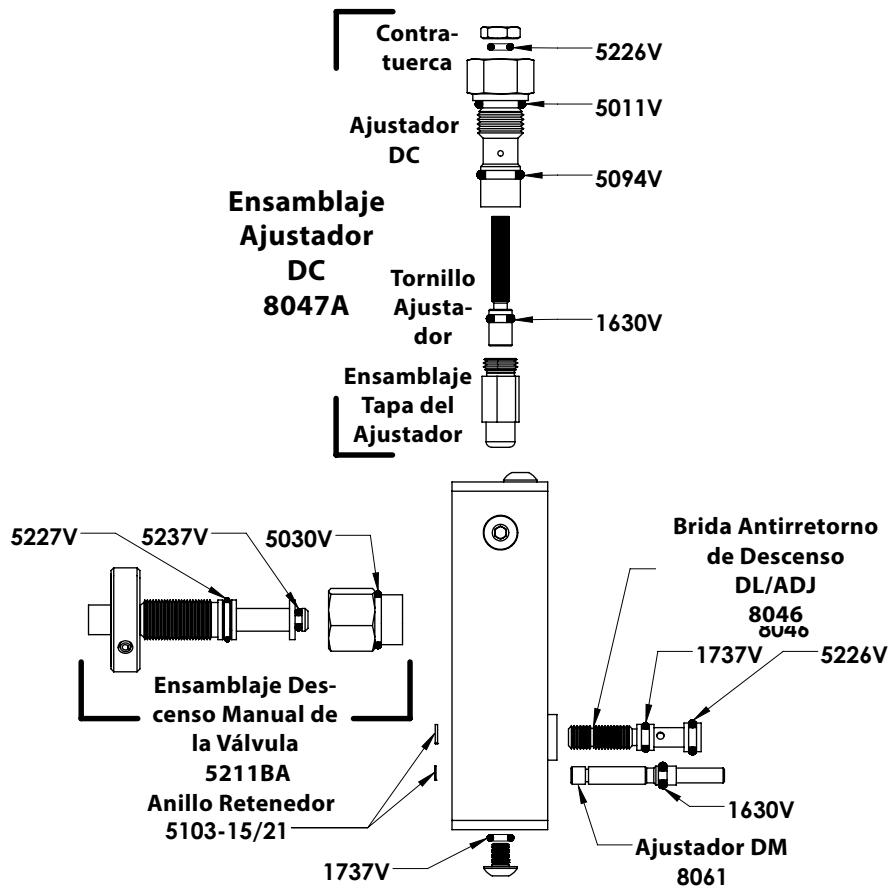 Contra-
tuerca
5226V
5011V
Ajustador
DC
5094V
Ensamblaje
Ajustador
DC
8047A
Tornillo
Ajusta-
dor
1630V
Ensamblaje
Tapa del
Ajustador
5227V
5237V
5030V
Brida Antirretorno
de Descenso
DL/ADJ
8046
8046
1737V
5226V
Ensamblaje Des-
censo Manual de
la Válvula
5211BA
Anillo Retenedor
5103-15/21
1630V
1737V
Ajustador DM
8061